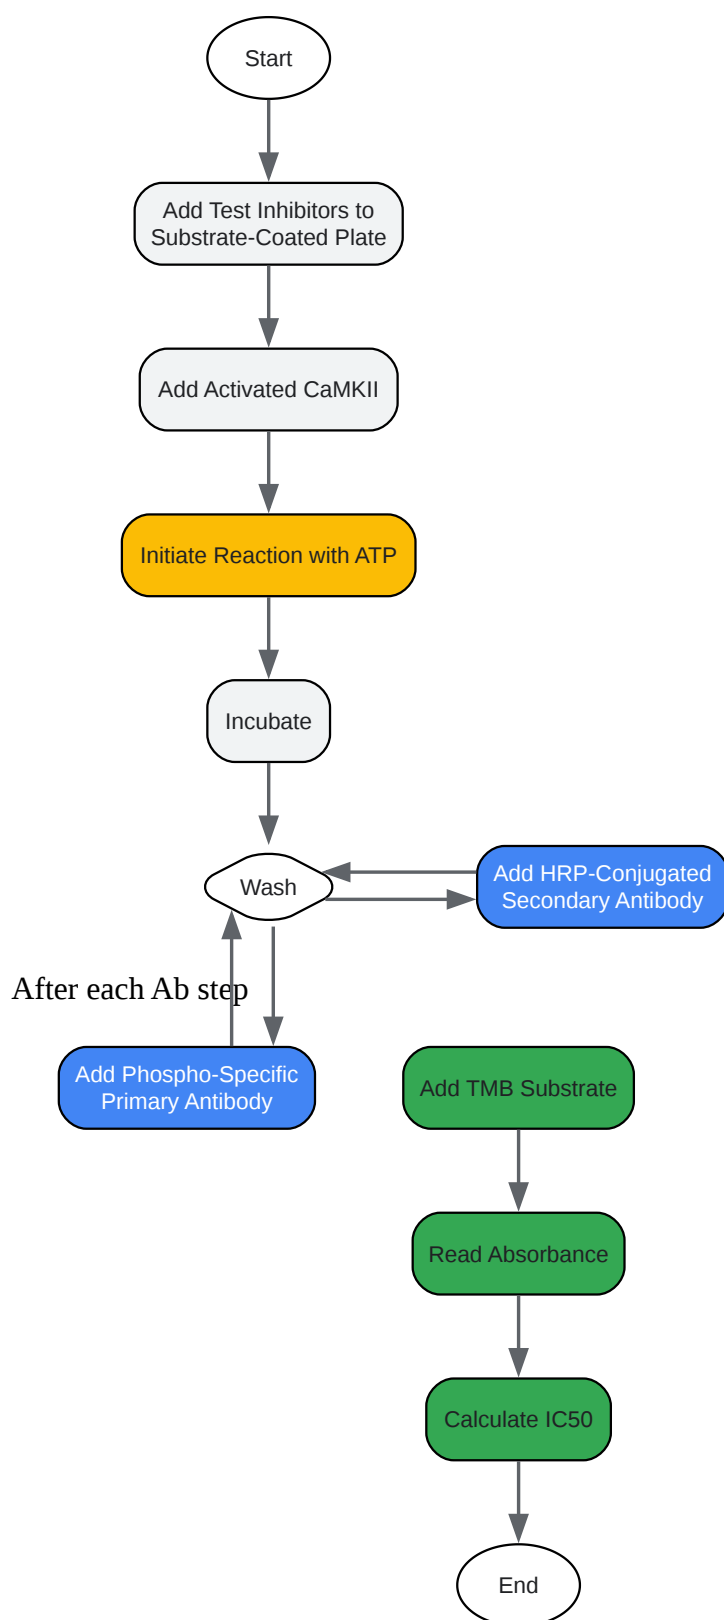 Start
Add Test Inhibitors to
Substrate-Coated Plate
Add Activated CaMKII
Initiate Reaction with ATP
Incubate
Wash
Add HRP-Conjugated
Secondary Antibody
After each Ab step
Add Phospho-Specific
Primary Antibody
Add TMB Substrate
Read Absorbance
Calculate IC50
End